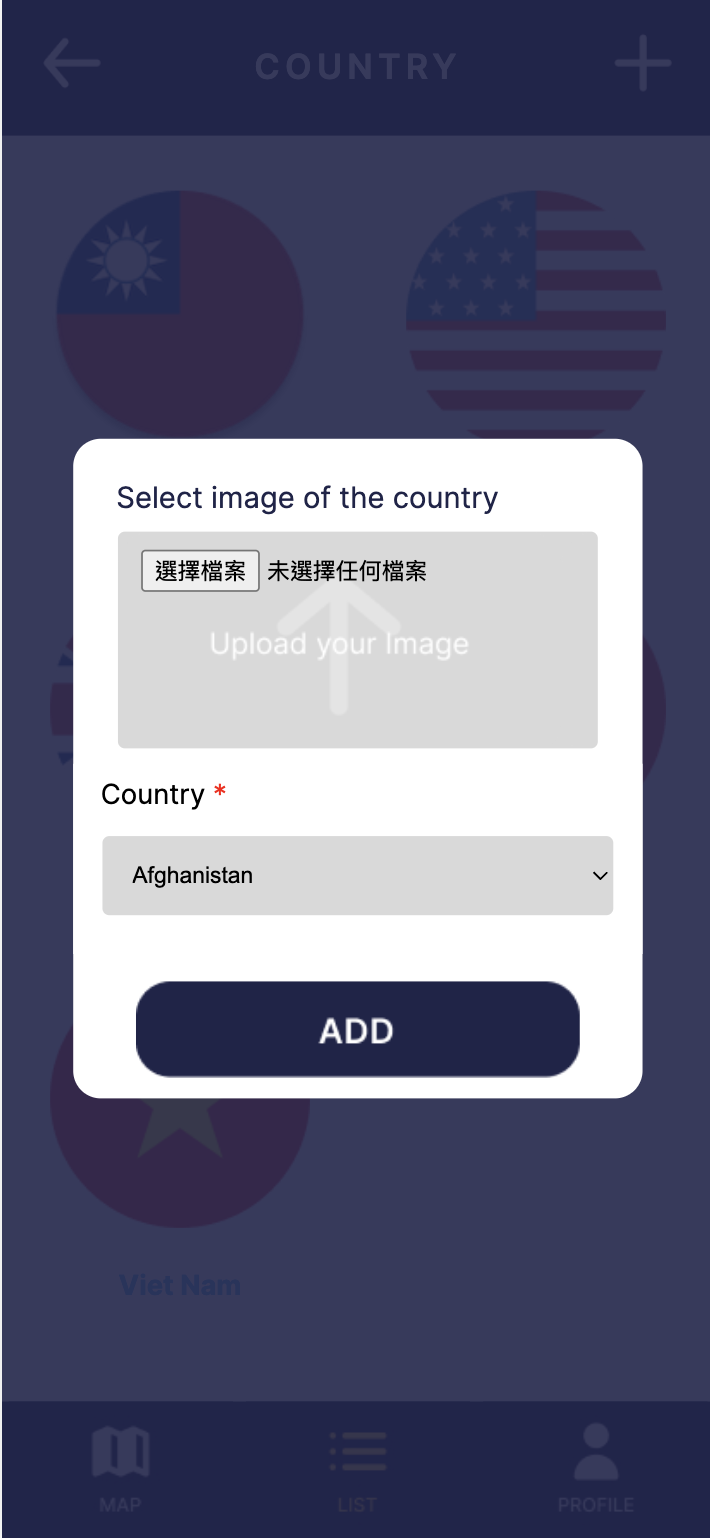 COUNTRY
Select image of the country
選擇檔案 未選擇任何檔案
Upload your Image
Country *
Afghanistan
ADD
Viet Nam
MAP LIST PROFILE